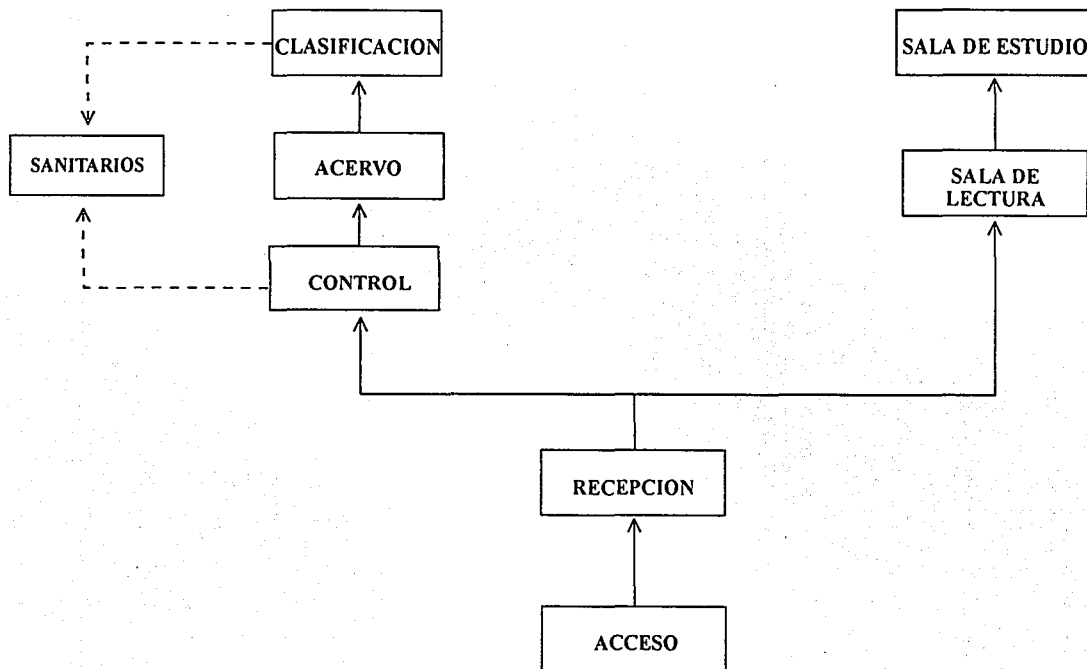 CLASIFICACION
SALA DE ESTUDIO
SANITARIOS
ACERVO
SALA DE
LECTURA
CONTROL
RECEPCION
ACCESO